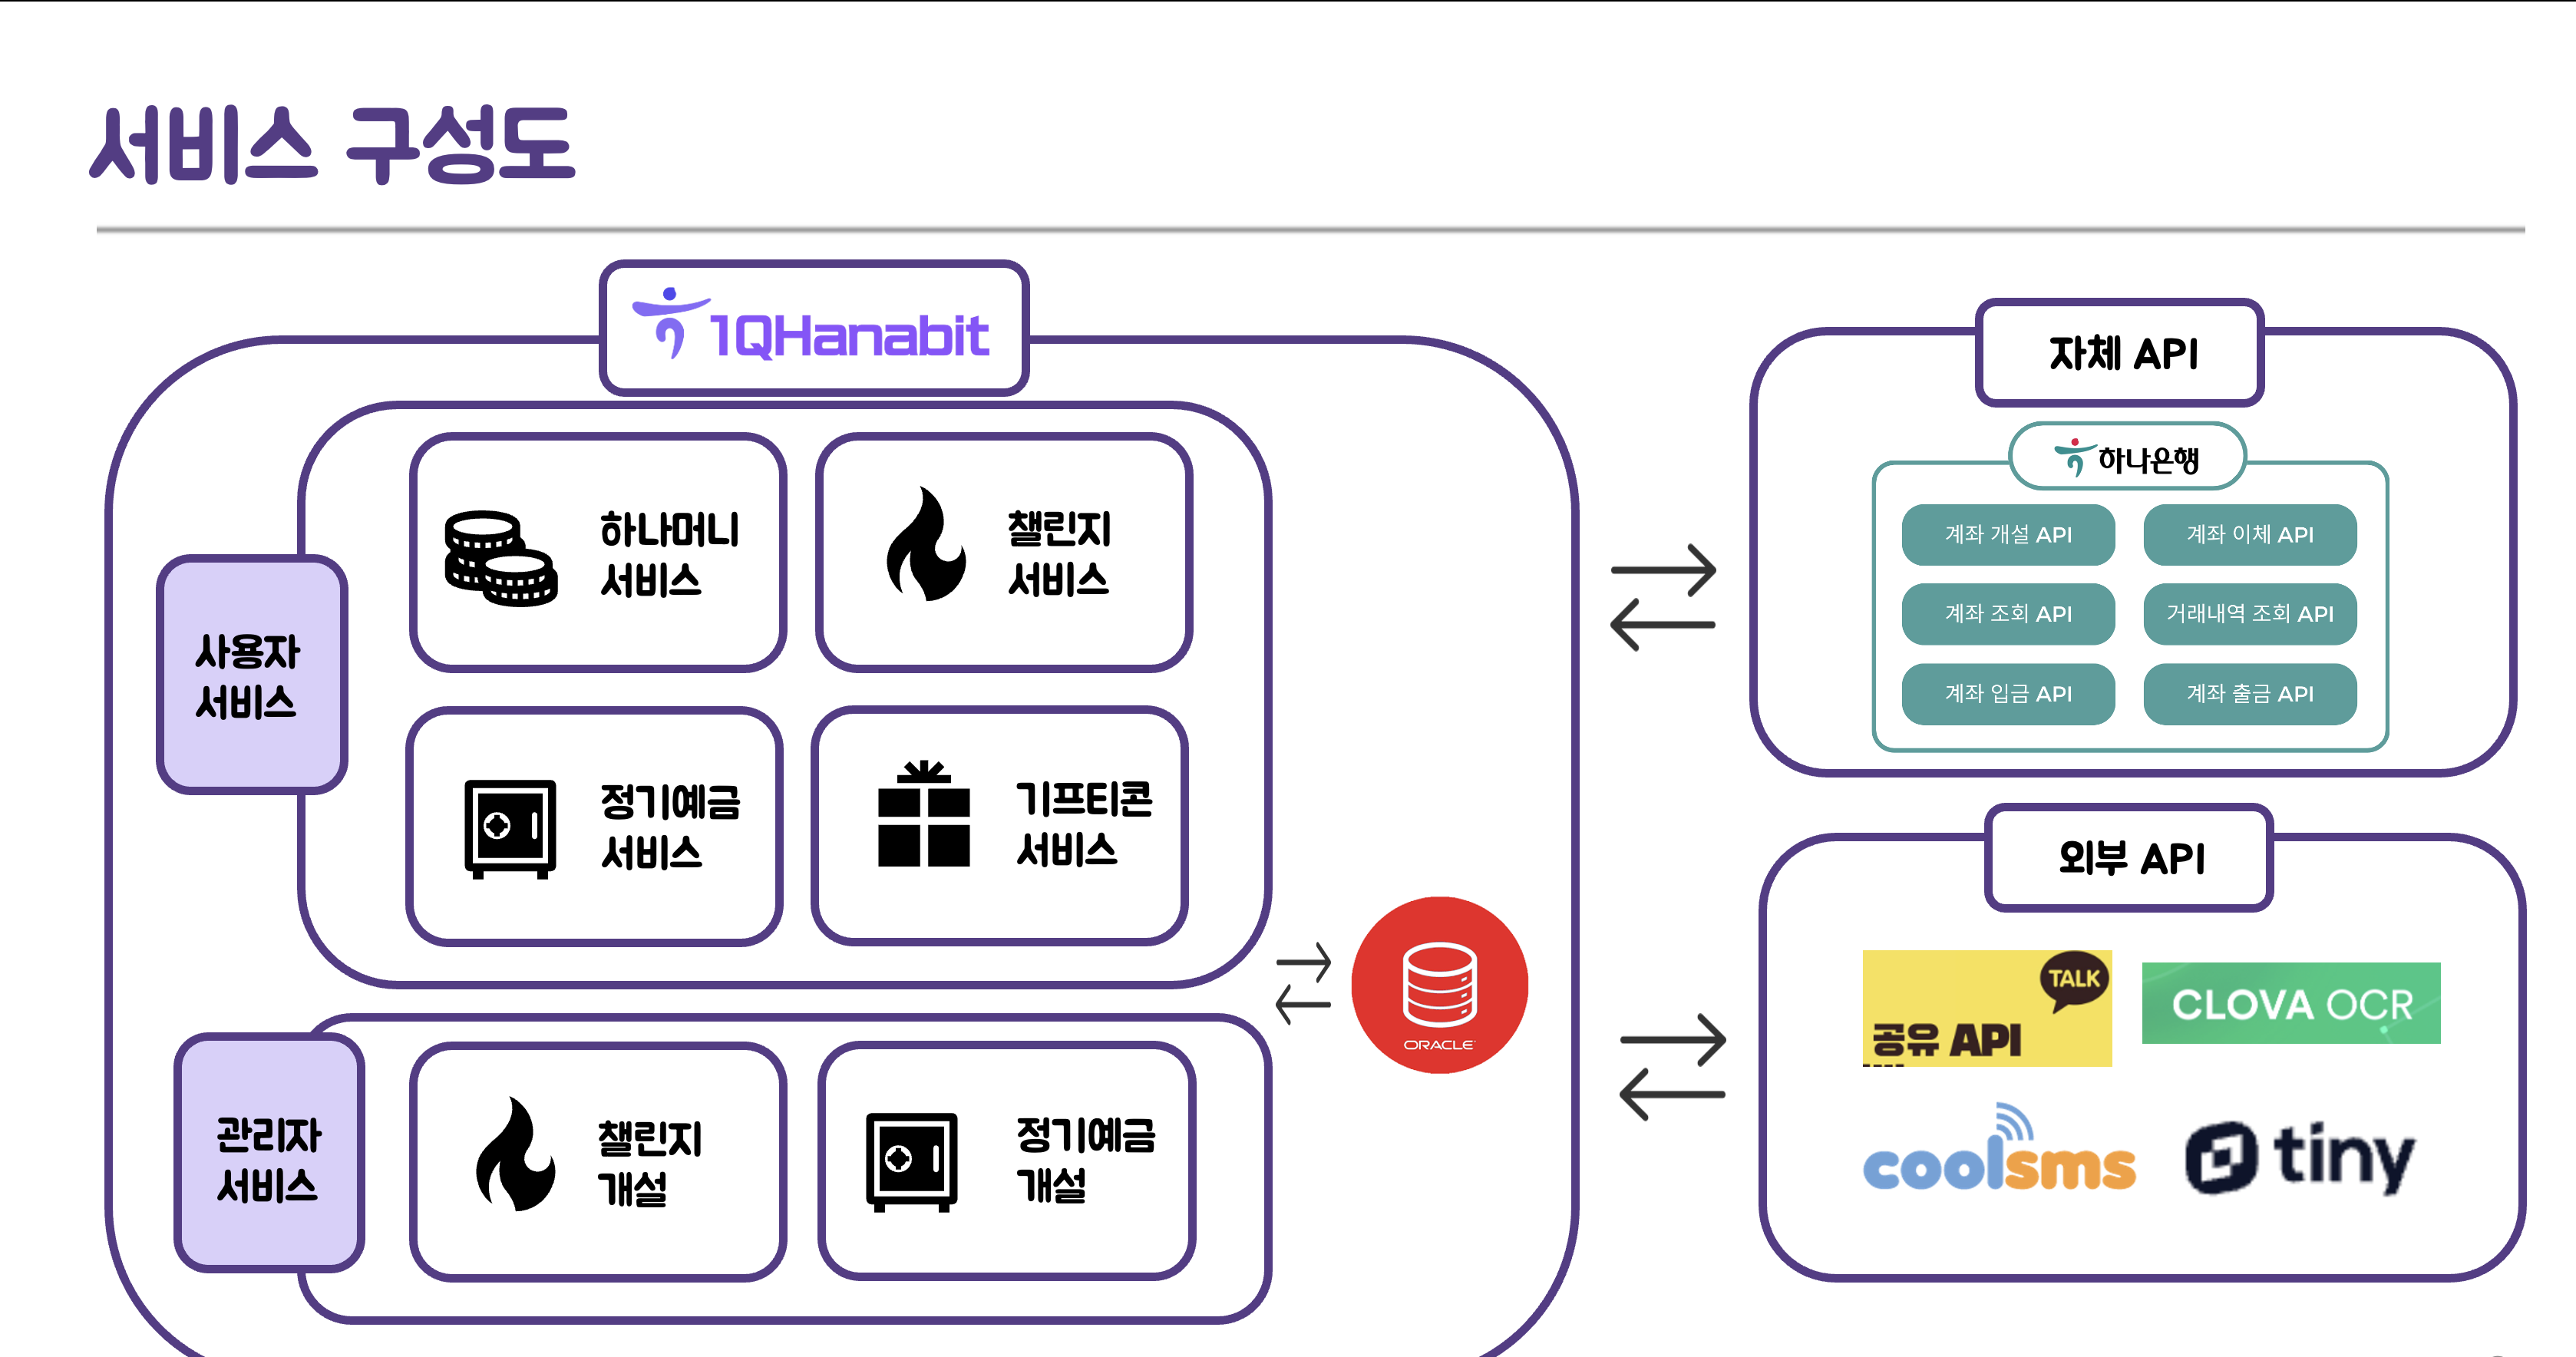 서비스 구성도
1QHanabit
사용자
서비스
하나머니
서비스
챌린지
서비스
정기예금
서비스
기프티콘
서비스
관리자
서비스
챌린지
개설
정기예금
개설
ORACLE
자체 API
하나은행
계좌 개설 API
계좌 이체 API
계좌 조회 API
거래내역 조회 API
계좌 입금 API
계좌 출금 API
외부 API
TALK
공유 API
CLOVA OCR
coolsms
tiny